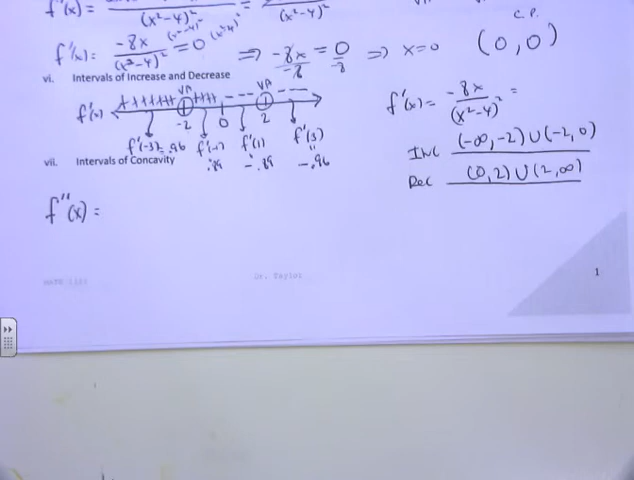 f'(x) = (x²-4)² = (x²-4)²
C.P.
f'(x): -8x/(x²-4)² = 0 ⇒ -8x/-8 = 0/-8 ⇒ x=0 (0,0)
vi. Intervals of Increase and Decrease
f'(x) +++++++ VA ++++ --- VA ---
-2 0 2
f'(-3)=.96 f'(-1) f'(1) f'(3)
.89 -.89 -.96
f'(x) = -8x/(x²-4)² =
INC (-∞,-2) U (-2,0)
Dec (0,2) U (2,∞)
vii. Intervals of Concavity
f''(x) =
Dr. Taylor
1